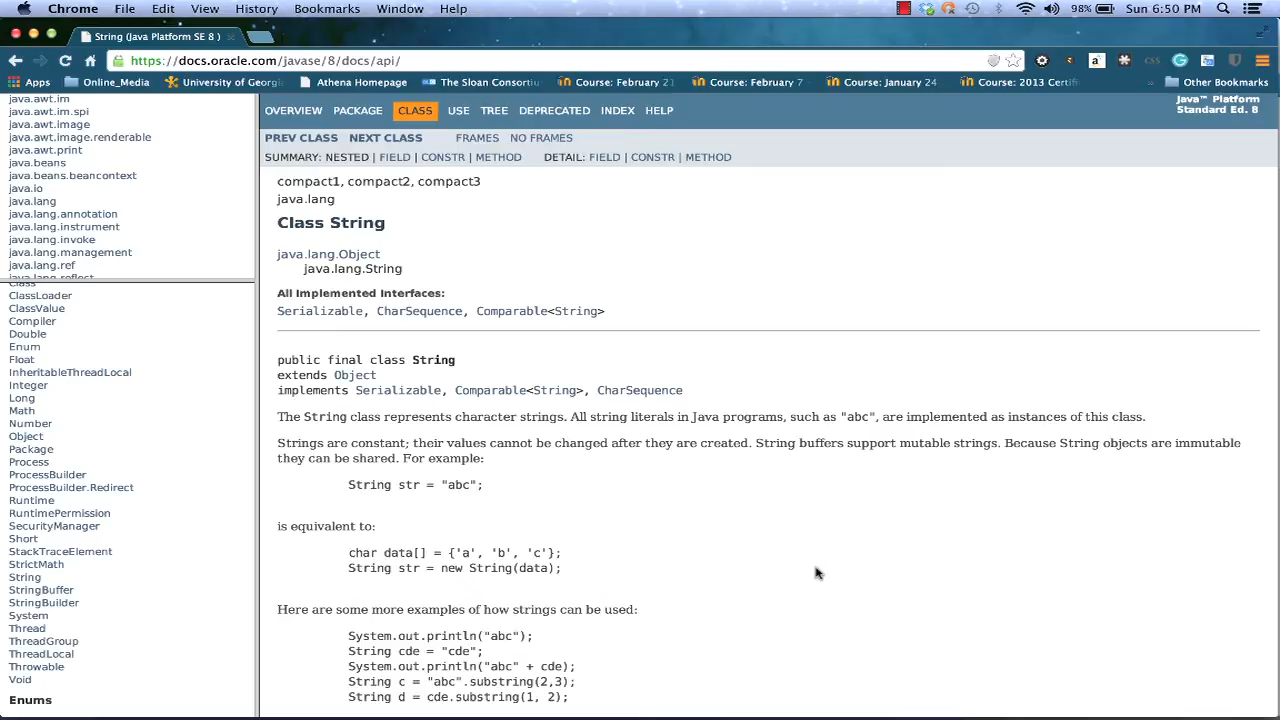 Chrome File Edit View History Bookmarks Window Help 98% Sun 6:50 PM
String (Java Platform SE 8 )
https://docs.oracle.com/javase/8/docs/api/
Apps Online_Media University of Georgi Athena Homepage The Sloan Consortiu Course: February 21 Course: February 7 - Course: January 24 Course: 2013 Certif Other Bookmarks
java.awt.im
java.awt.im.spi
java.awt.image
java.awt.image.renderable
java.awt.print
java.beans
java.beans.beancontext
java.io
java.lang
java.lang.annotation
java.lang.instrument
java.lang.invoke
java.lang.management
java.lang.ref
java.lang.reflect
Class
ClassLoader
ClassValue
Compiler
Double
Enum
Float
InheritableThreadLocal
Integer
Long
Math
Number
Object
Package
Process
ProcessBuilder
ProcessBuilder.Redirect
Runtime
RuntimePermission
SecurityManager
Short
StackTraceElement
StrictMath
String
StringBuffer
StringBuilder
System
Thread
ThreadGroup
ThreadLocal
Throwable
Void
Enums
OVERVIEW PACKAGE CLASS USE TREE DEPRECATED INDEX HELP
Java™ Platform
Standard Ed. 8
PREV CLASS NEXT CLASS FRAMES NO FRAMES
SUMMARY: NESTED | FIELD | CONSTR | METHOD DETAIL: FIELD | CONSTR | METHOD
compact1, compact2, compact3
java.lang
Class String
java.lang.Object
java.lang.String
All Implemented Interfaces:
Serializable, CharSequence, Comparable<String>
public final class String
extends Object
implements Serializable, Comparable<String>, CharSequence
The String class represents character strings. All string literals in Java programs, such as "abc", are implemented as instances of this class.
Strings are constant; their values cannot be changed after they are created. String buffers support mutable strings. Because String objects are immutable
they can be shared. For example:
String str = "abc";
is equivalent to:
char data[] = {'a', 'b', 'c'};
String str = new String(data);
Here are some more examples of how strings can be used:
System.out.println("abc");
String cde = "cde";
System.out.println("abc" + cde);
String c = "abc".substring(2,3);
String d = cde.substring(1, 2);